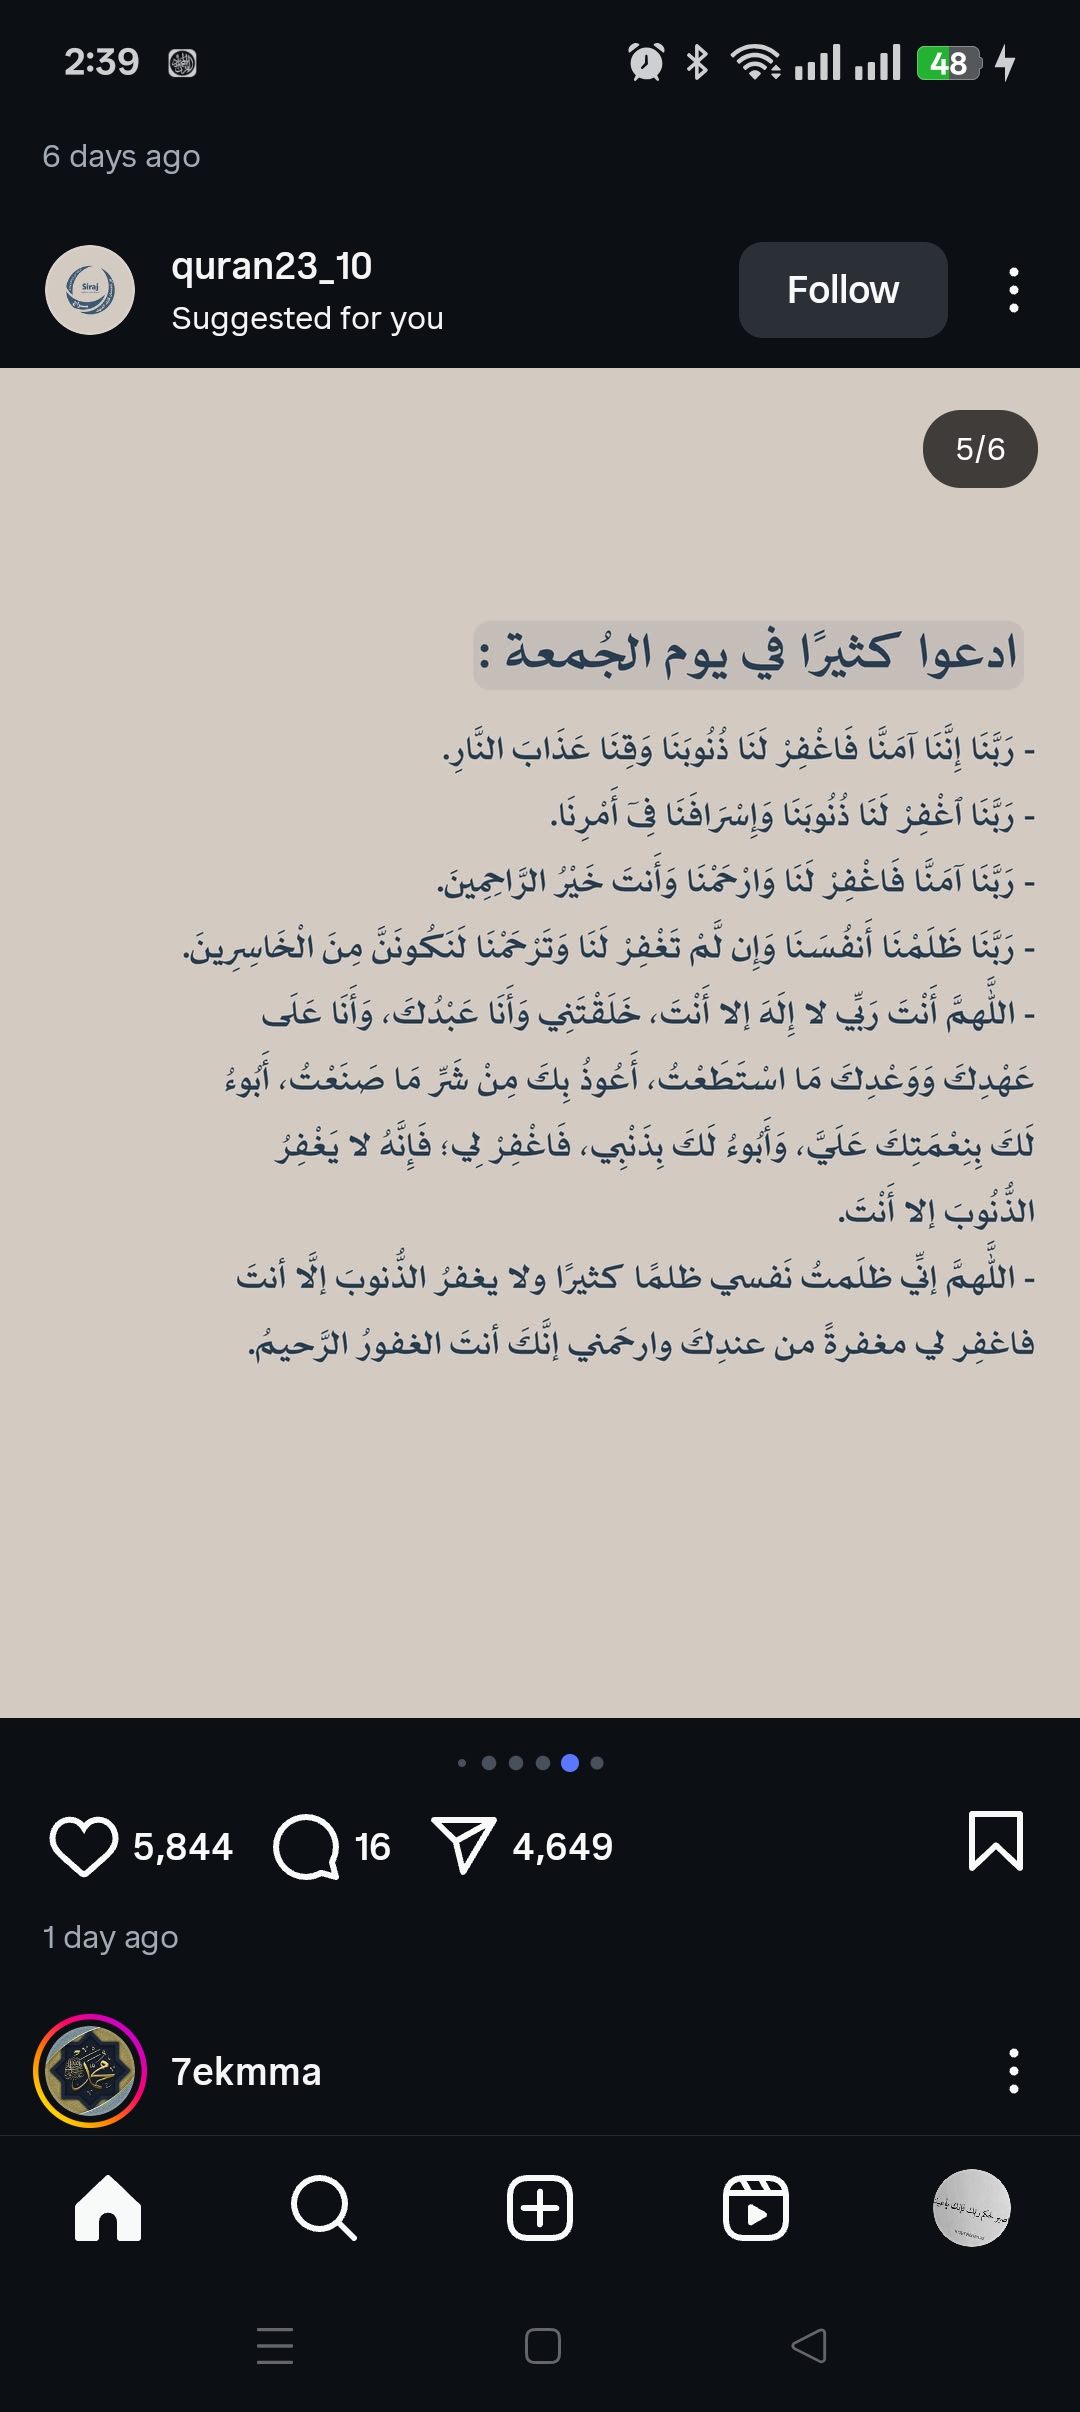 2:39
48
6 days ago
Siraj
quran23_10
Suggested for you
Follow
5/6
ادعوا كثيرًا في يوم الجُمعة :
- رَبَّنَا إِنَّنَا آمَنَّا فَاغْفِرْ لَنَا ذُنُوبَنَا وَقِنَا عَذَابَ النَّارِ.
- رَبَّنَا ٱغْفِرْ لَنَا ذُنُوبَنَا وَإِسْرَافَنَا فِىٓ أَمْرِنَا.
- رَبَّنَا آمَنَّا فَاغْفِرْ لَنَا وَارْحَمْنَا وَأَنتَ خَيْرُ الرَّاحِمِينَ.
- رَبَّنَا ظَلَمْنَا أَنفُسَنَا وَإِن لَّمْ تَغْفِرْ لَنَا وَتَرْحَمْنَا لَنَكُونَنَّ مِنَ الْخَاسِرِينَ.
- اللَّهمَّ أَنْتَ رَبِّي لا إِلَهَ إلا أَنْتَ، خَلَقْتَنِي وَأَنَا عَبْدُكَ، وَأَنَا عَلَى
عَهْدِكَ وَوَعْدِكَ مَا اسْتَطَعْتُ، أَعُوذُ بِكَ مِنْ شَرِّ مَا صَنَعْتُ، أَبُوءُ
لَكَ بِنِعْمَتِكَ عَلَيَّ، وَأَبُوءُ لَكَ بِذَنْبِي، فَاغْفِرْ لِي؛ فَإِنَّهُ لا يَغْفِرُ
الذُّنُوبَ إلا أَنْتَ.
- اللَّهمَّ إنِّي ظلَمتُ نَفسي ظلمًا كثيرًا ولا يغفرُ الذُّنوبَ إلَّا أنتَ
فاغفِر لي مغفرةً من عندِكَ وارحَمني إنَّكَ أنتَ الغفورُ الرَّحيمُ.
5,844
16
4,649
1 day ago
محمد
7ekmma